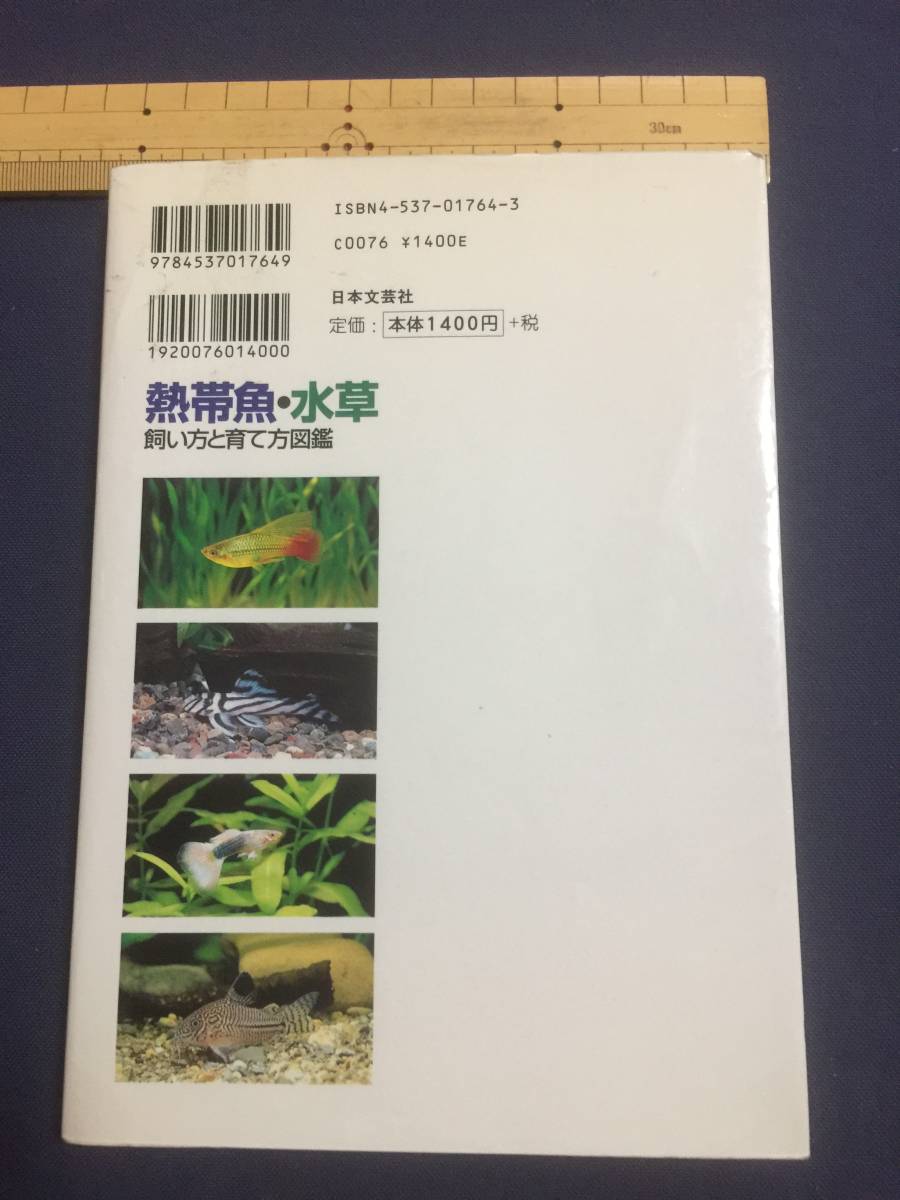 30cm
ISBN4-537-01764-3
C0076 ¥1400E
9784537017649
1920076014000
日本文芸社
定価：本体1400円+税
熱帯魚・水草
飼い方と育て方図鑑